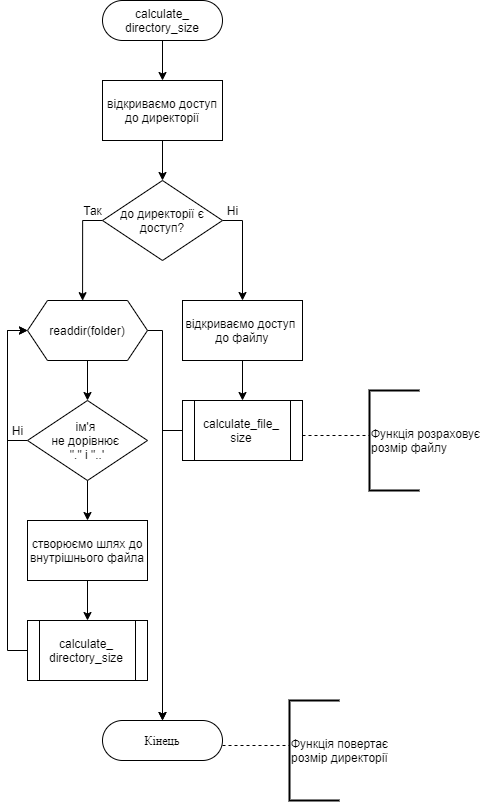 calculate_
directory_size
відкриваємо доступ
до директорії
Так
до директорії є
доступ?
Ні
readdir(folder)
відкриваємо доступ
до файлу
Ні
ім'я
не дорівнює
"." і "..'
calculate_file_
size
Функція розраховує
розмір файлу
створюємо шлях до
внутрішнього файла
calculate_
directory_size
Кінець
Функція повертає
розмір директорії